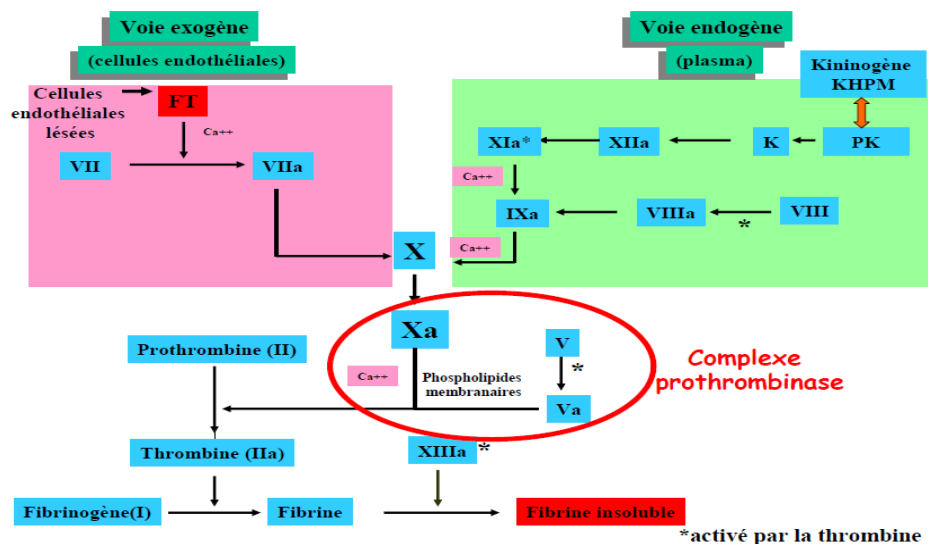 Voie exogène
(cellules endothéliales)
Voie endogène
(plasma)
Kininogène
KHPM
Cellules
endothéliales
lésées
FT
Ca++
VII
VIIa
XIa*
XIIa
K
PK
Ca++
IXa
VIIIa
VIII
*
Ca++
X
Xa
V
*
Complexe
prothrombinase
Prothrombine (II)
Ca++
Phospholipides
membranaires
Va
Thrombine (IIa)
XIIIa
*
Fibrinogène(I)
Fibrine
Fibrine insoluble
*activé par la thrombine